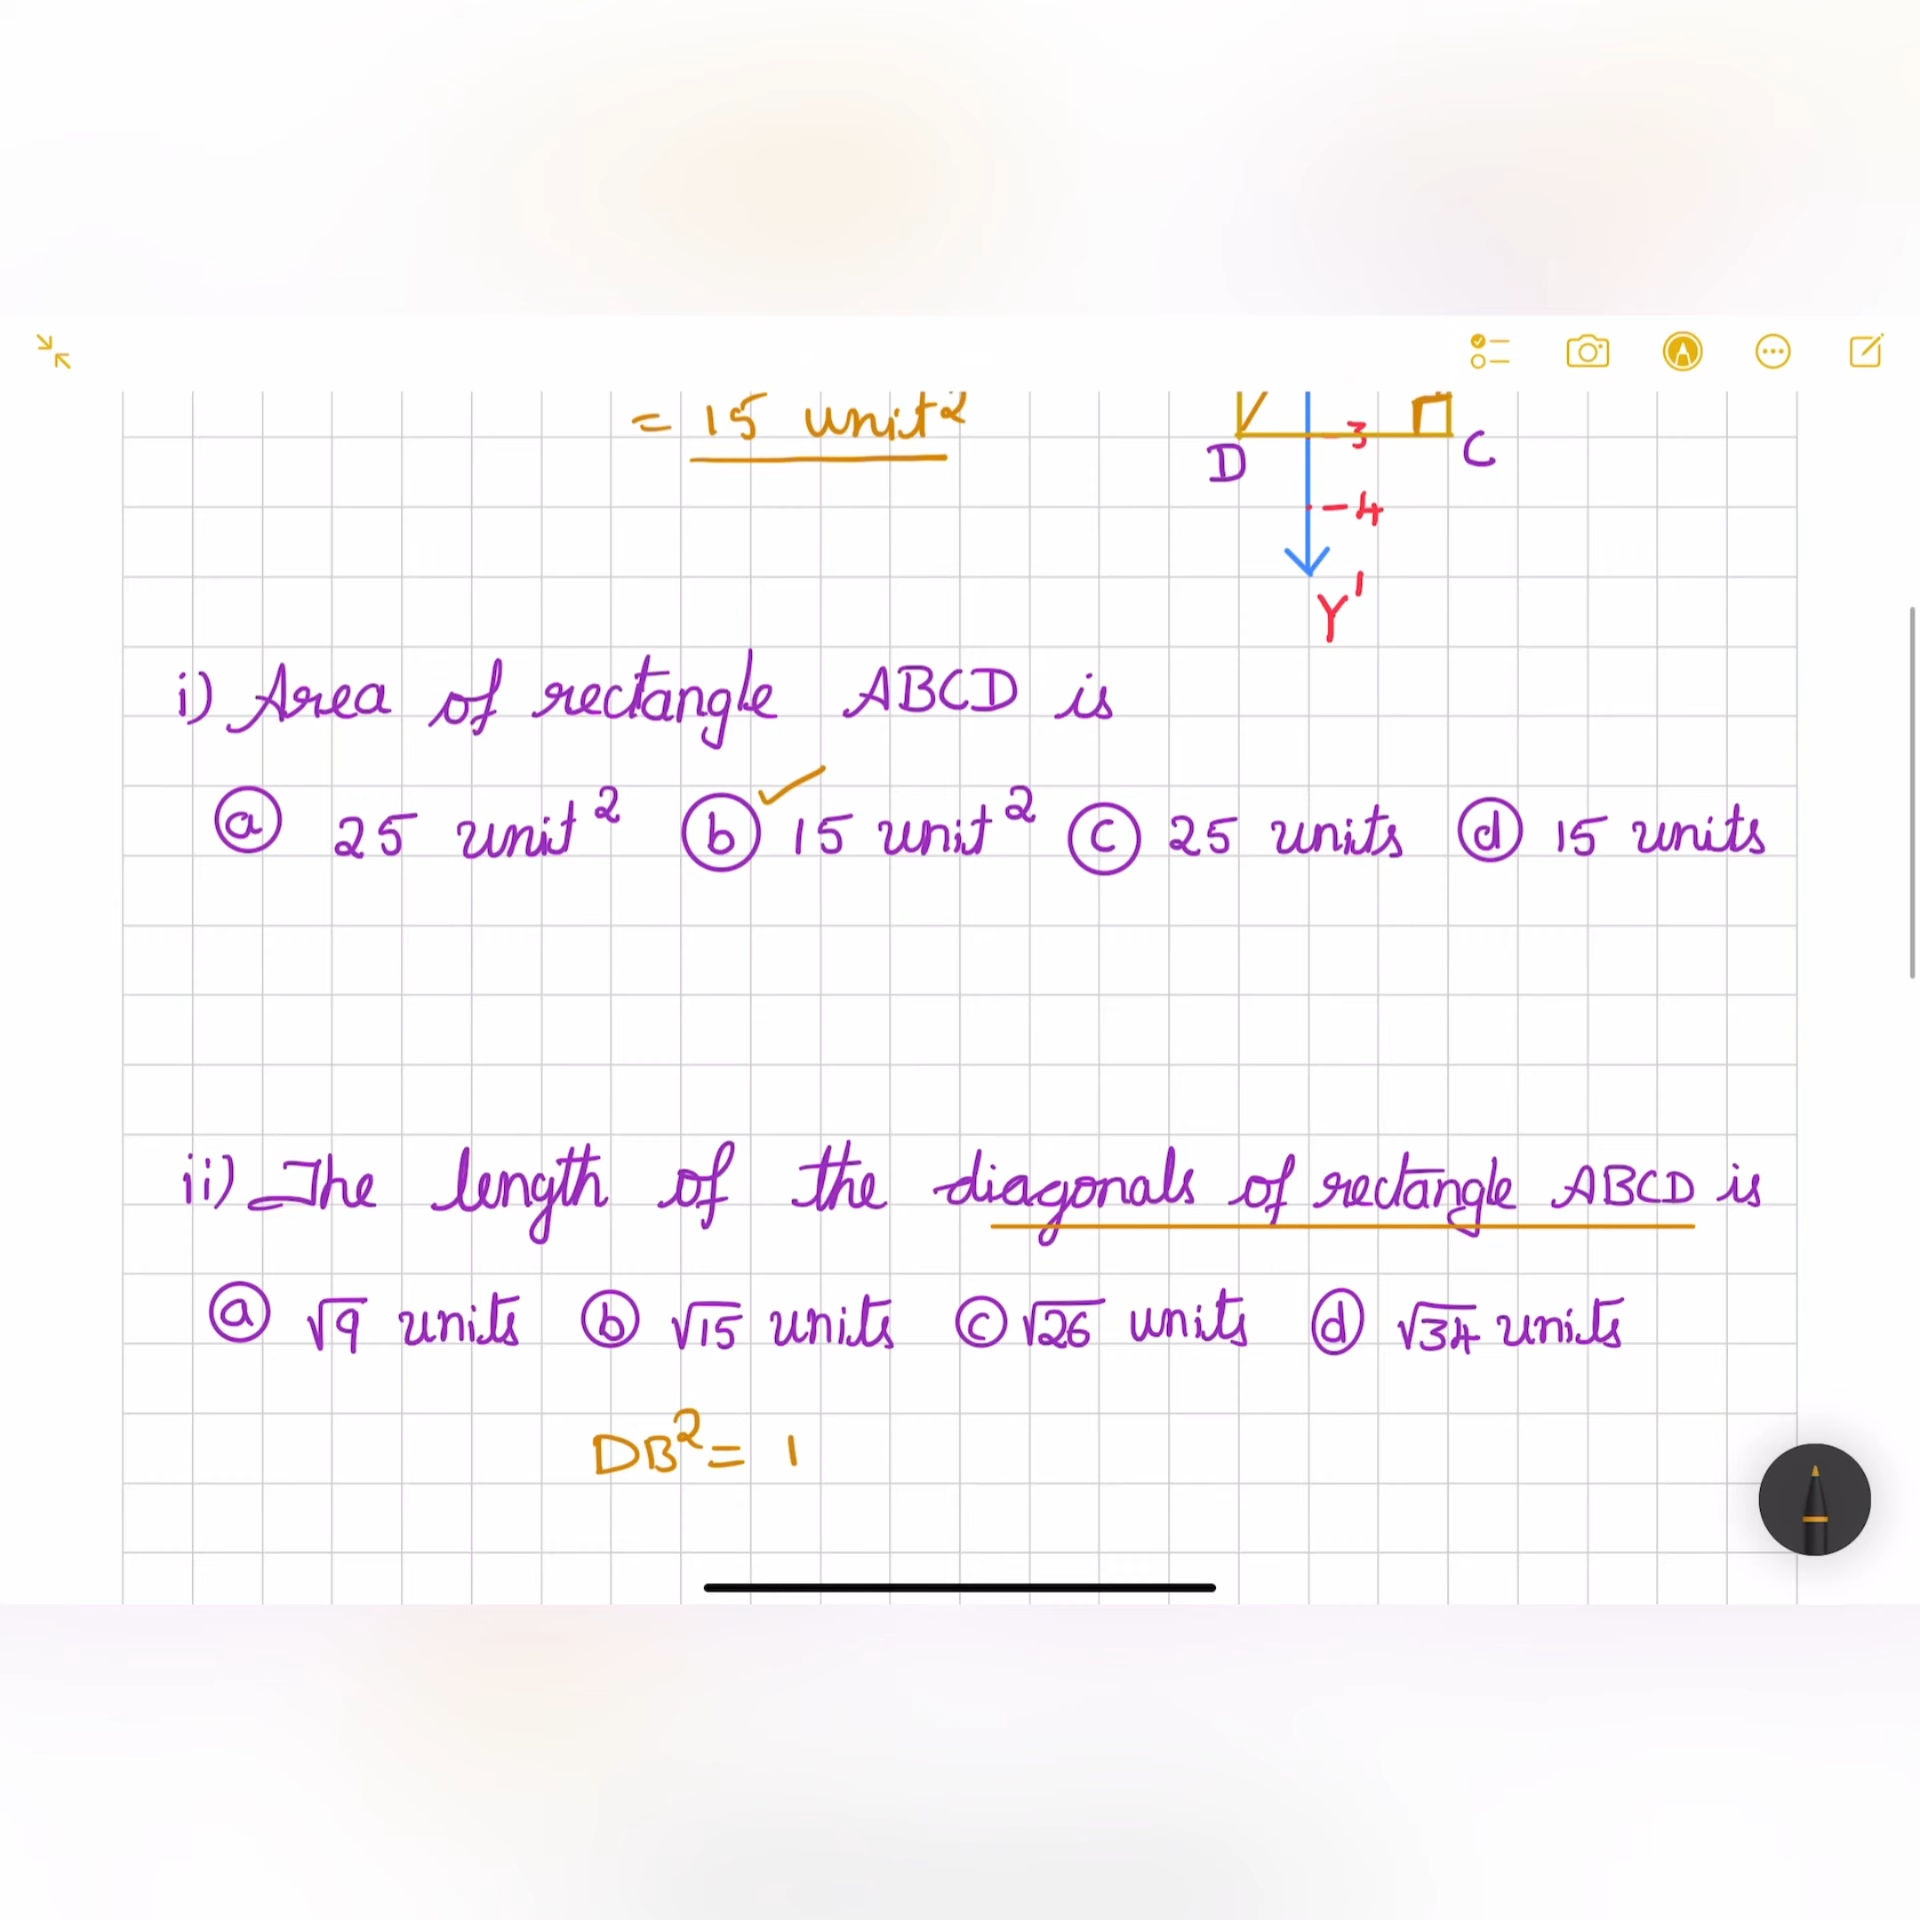 = 15 unit²
-3
D
C
-4
Y'
i) Area of rectangle ABCD is
ⓐ 25 unit² ⓑ 15 unit² ⓒ 25 units ⓓ 15 units
ii) The length of the diagonals of rectangle ABCD is
ⓐ √9 units ⓑ √15 units ⓒ √26 units ⓓ √34 units
DB² = 1